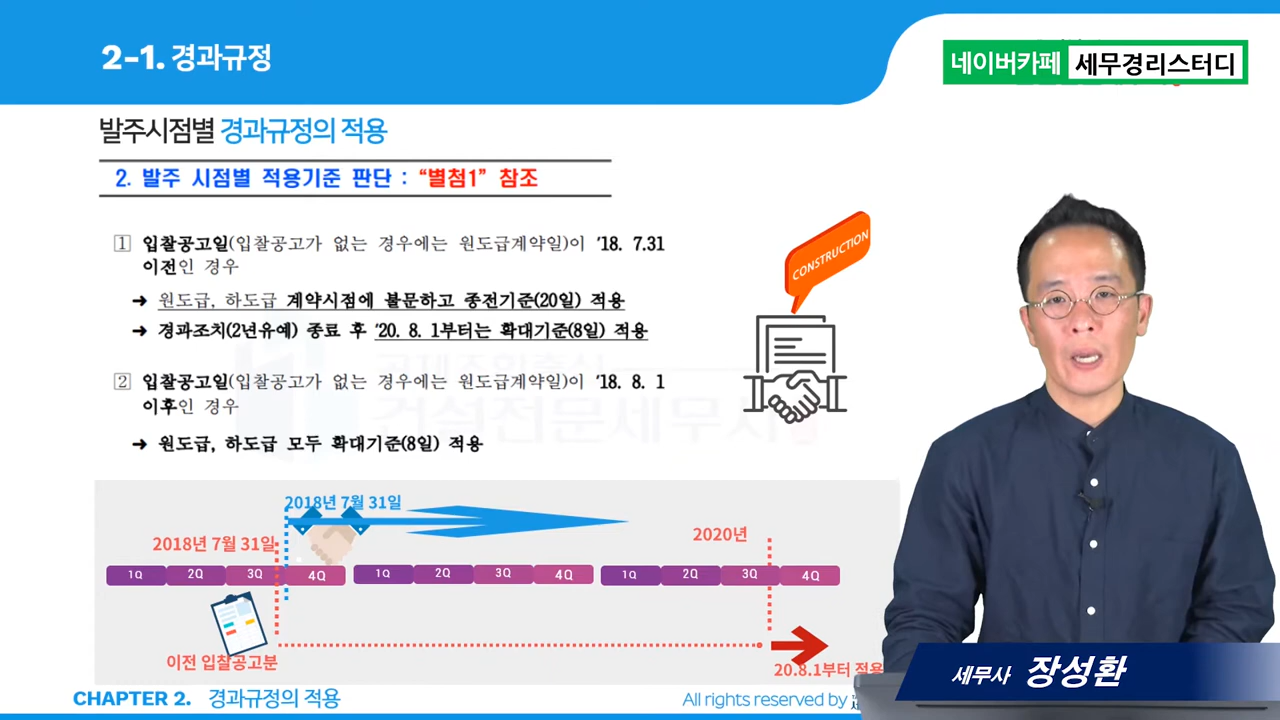 2-1. 경과규정
네이버카페 세무경리스터디
발주시점별 경과규정의 적용
2. 발주 시점별 적용기준 판단 : “별첨1” 참조
1 입찰공고일(입찰공고가 없는 경우에는 원도급계약일)이 '18. 7.31
이전인 경우
→ 원도급, 하도급 계약시점에 불문하고 종전기준(20일) 적용
→ 경과조치(2년유예) 종료 후 '20. 8. 1부터는 확대기준(8일) 적용
2 입찰공고일(입찰공고가 없는 경우에는 원도급계약일)이 '18. 8. 1
이후인 경우
→ 원도급, 하도급 모두 확대기준(8일) 적용
CONSTRUCTION
건설전문세무사
2018년 7월 31일
2018년 7월 31일
2020년
1Q 2Q 3Q 4Q 1Q 2Q 3Q 4Q 1Q 2Q 3Q 4Q
이전 입찰공고분
20.8.1부터 적용
세무사 장성환
CHAPTER 2. 경과규정의 적용
All rights reserved by